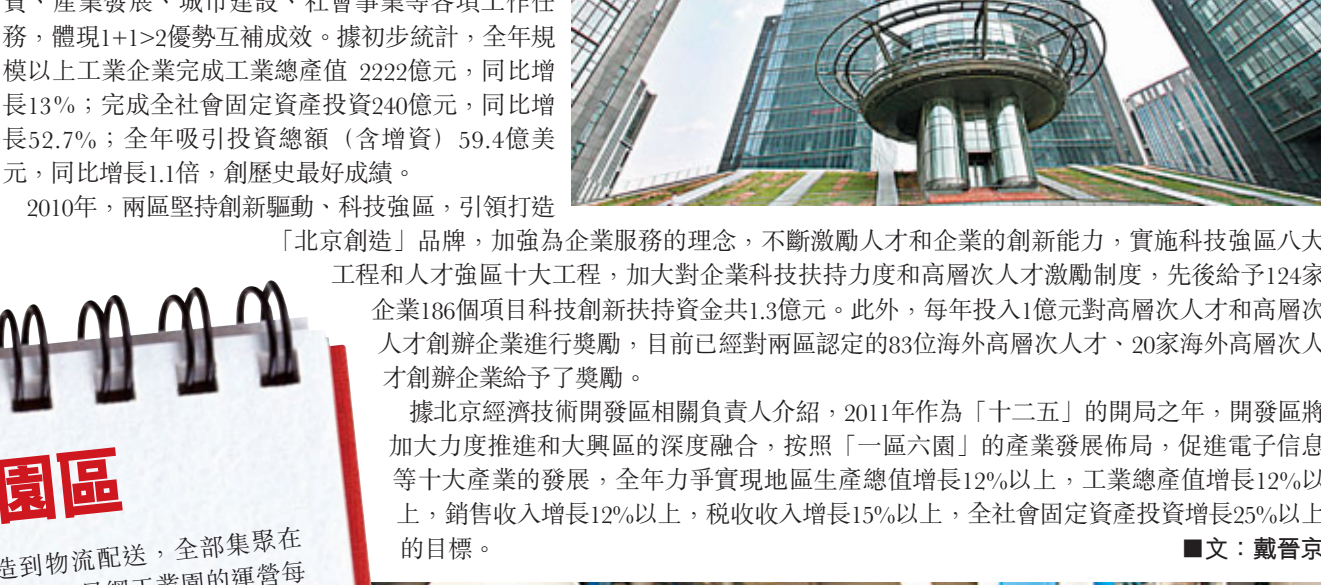 資、產業發展、城市建設、社會事業等各項工作任
務，體現1+1>2優勢互補成效。據初步統計，全年規
模以上工業企業完成工業總產值 2222億元，同比增
長13%；完成全社會固定資產投資240億元，同比增
長52.7%；全年吸引投資總額（含增資）59.4億美
元，同比增長1.1倍，創歷史最好成績。
2010年，兩區堅持創新驅動、科技強區，引領打造
「北京創造」品牌，加強為企業服務的理念，不斷激勵人才和企業的創新能力，實施科技強區八大
工程和人才強區十大工程，加大對企業科技扶持力度和高層次人才激勵制度，先後給予124家
企業186個項目科技創新扶持資金共1.3億元。此外，每年投入1億元對高層次人才和高層次
人才創辦企業進行獎勵，目前已經對兩區認定的83位海外高層次人才、20家海外高層次人
才創辦企業給予了獎勵。
據北京經濟技術開發區相關負責人介紹，2011年作為「十二五」的開局之年，開發區將
加大力度推進和大興區的深度融合，按照「一區六園」的產業發展佈局，促進電子信息
等十大產業的發展，全年力爭實現地區生產總值增長12%以上，工業總產值增長12%以
上，銷售收入增長12%以上，稅收收入增長15%以上，全社會固定資產投資增長25%以上
的目標。
■文：戴晉京
園區
造到物流配送，全部集聚在
網工業園的運營每